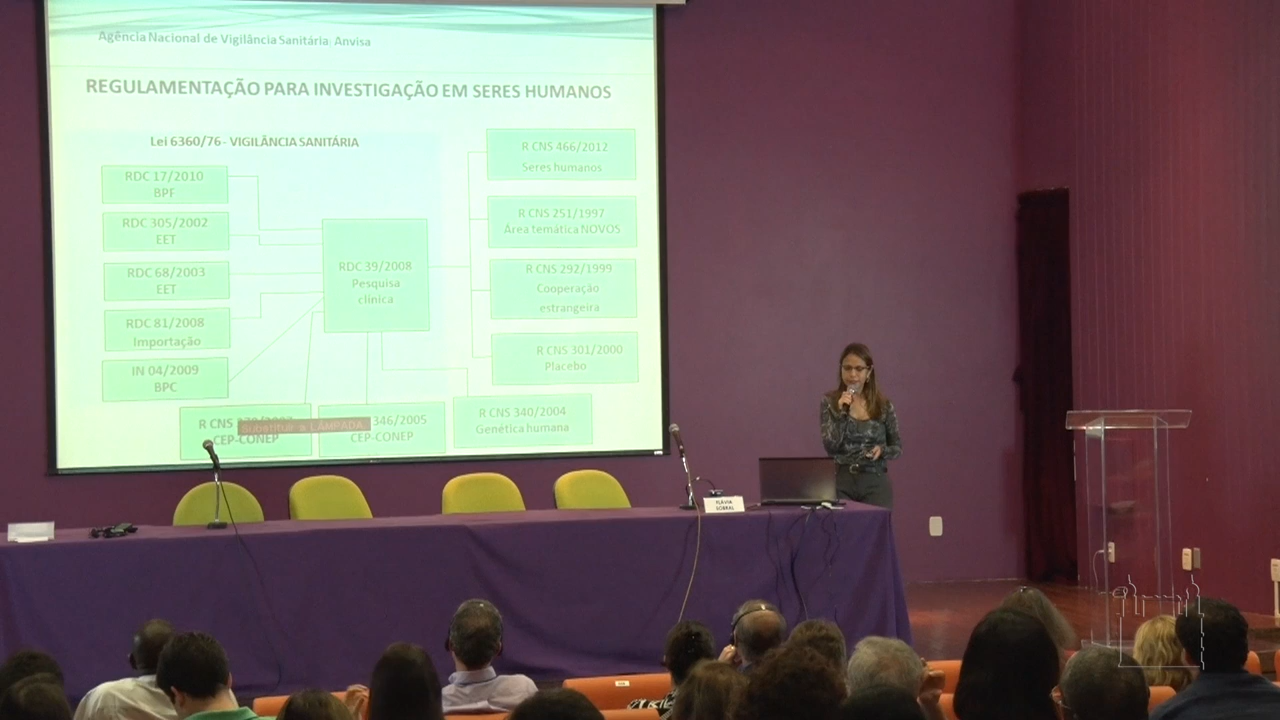 Agência Nacional de Vigilância Sanitária: Anvisa
REGULAMENTAÇÃO PARA INVESTIGAÇÃO EM SERES HUMANOS
Lei 6360/76 - VIGILÂNCIA SANITÁRIA
RDC 17/2010
BPF
RDC 305/2002
EET
RDC 68/2003
EET
RDC 81/2008
Importação
IN 04/2009
BPC
RDC 39/2008
Pesquisa
clínica
R CNS 466/2012
Seres humanos
R CNS 251/1997
Área temática NOVOS
R CNS 292/1999
Cooperação
estrangeira
R CNS 301/2000
Placebo
R CNS
CEP-CONEP
346/2005
CEP-CONEP
R CNS 340/2004
Genética humana
Substituir a LÂMPADA.
FLÁVIA
SOBRAL